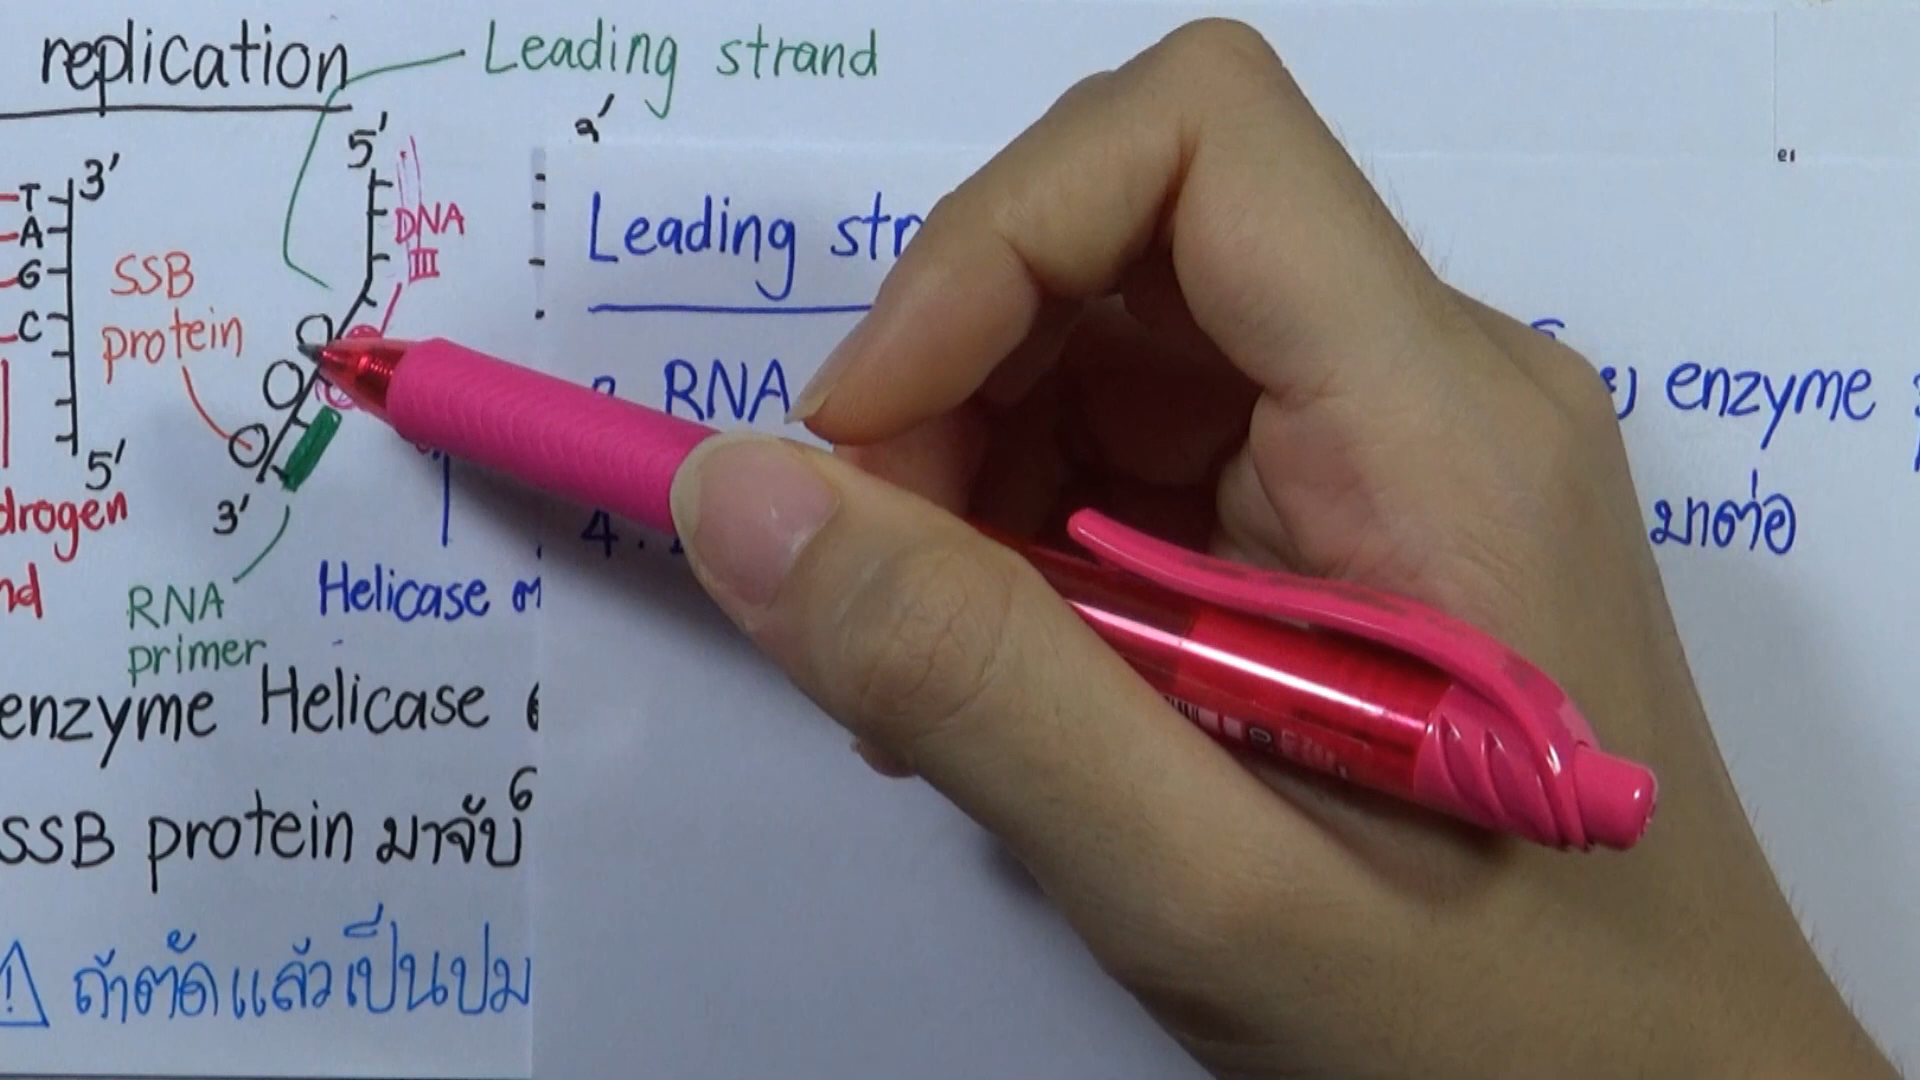 replication
Leading strand
5'
3'
T
A
G
C
5'
SSB
protein
DNA
III
3'
drogen
nd
RNA
primer
Helicase ต
enzyme Helicase
SSB protein มาจับ
! ถ้าตัดแล้วเป็นปม
Leading str
RNA
enzyme
4.
มาต่อ